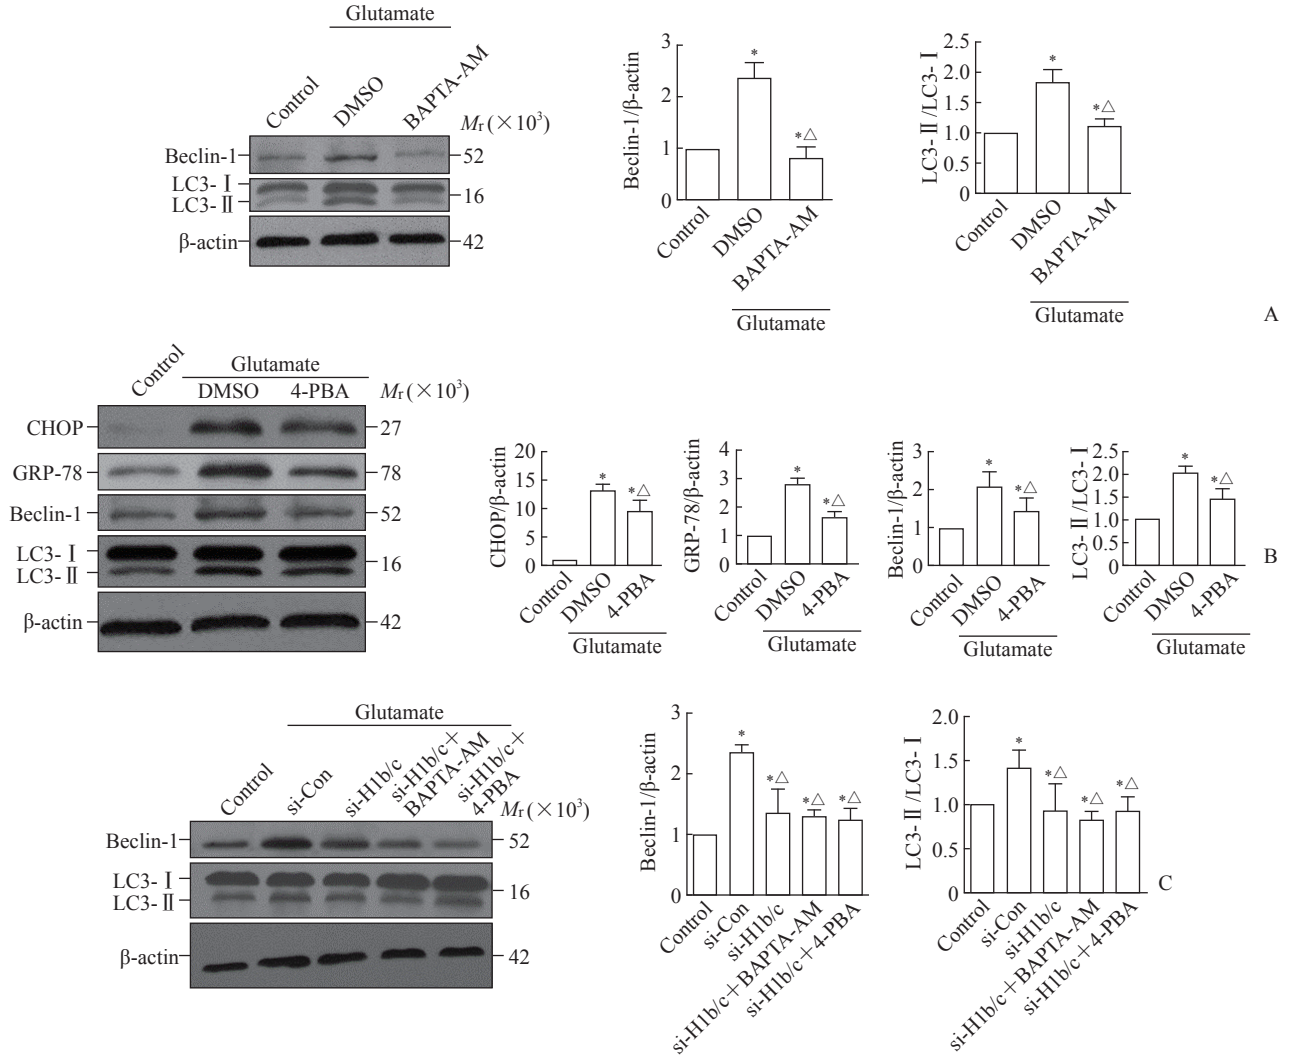 Glutamate
Control
DMSO
BAPTA-AM
Mr(×10³)
Beclin-1
52
LC3-Ⅰ
LC3-Ⅱ
16
β-actin
42
Beclin-1/β-actin
3
2
1
0
*
*△
Control
DMSO
BAPTA-AM
Glutamate
LC3-Ⅱ/LC3-Ⅰ
2.5
2.0
1.5
1.0
0.5
0
*
*△
Control
DMSO
BAPTA-AM
Glutamate
A
Control
Glutamate
DMSO
4-PBA
Mr(×10³)
CHOP
27
GRP-78
78
Beclin-1
52
LC3-Ⅰ
LC3-Ⅱ
16
β-actin
42
CHOP/β-actin
20
15
10
5
0
*
*△
Control
DMSO
4-PBA
Glutamate
GRP-78/β-actin
4
3
2
1
0
*
*△
Control
DMSO
4-PBA
Glutamate
Beclin-1/β-actin
3
2
1
0
*
*△
Control
DMSO
4-PBA
Glutamate
LC3-Ⅱ/LC3-Ⅰ
2.5
2.0
1.5
1.0
0.5
0
*
*△
Control
DMSO
4-PBA
Glutamate
B
Glutamate
Control
si-Con
si-H1b/c
si-H1b/c+
BAPTA-AM
si-H1b/c+
4-PBA
Mr(×10³)
Beclin-1
52
LC3-Ⅰ
LC3-Ⅱ
16
β-actin
42
Beclin-1/β-actin
3
2
1
0
*
*△
*△
*△
Control
si-Con
si-H1b/c
si-H1b/c+BAPTA-AM
si-H1b/c+4-PBA
LC3-Ⅱ/LC3-Ⅰ
2.0
1.5
1.0
0.5
0
*
*△
*△
*△
Control
si-Con
si-H1b/c
si-H1b/c+BAPTA-AM
si-H1b/c+4-PBA
C